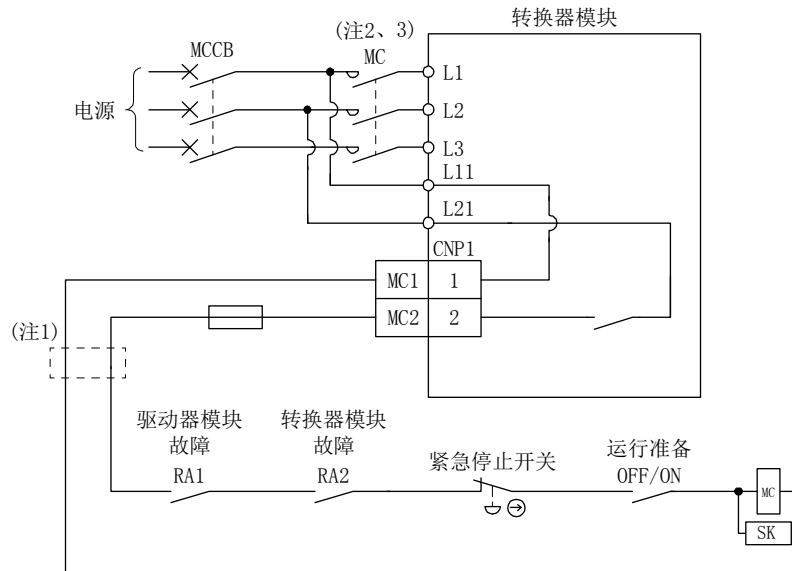 转换器模块
(注2、3)
MCCB
MC
L1
电源
L2
L3
L11
L21
CNP1
MC1 1
MC2 2
(注1)
驱动器模块
故障
RA1
转换器模块
故障
RA2
紧急停止开关
运行准备
OFF/ON
MC
SK